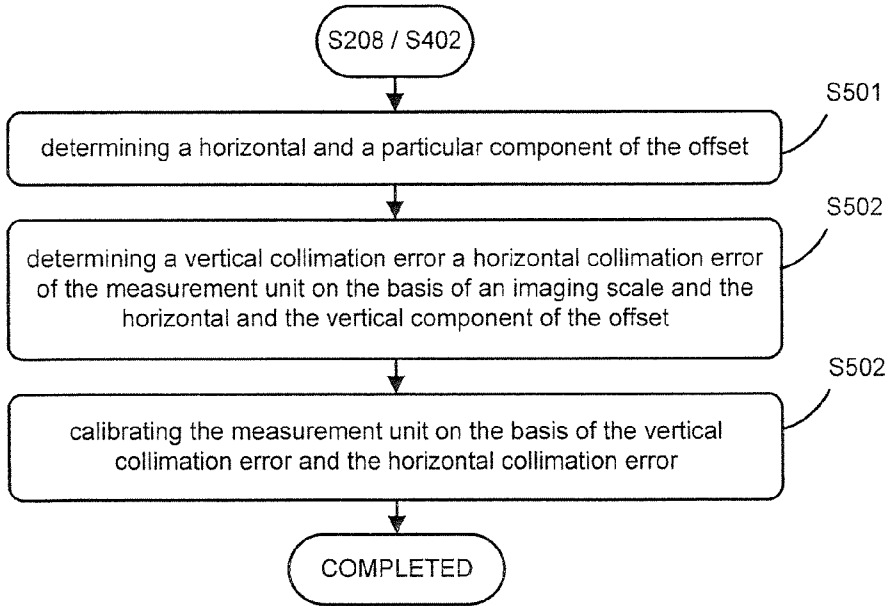 S208 / S402
S501
determining a horizontal and a particular component of the offset
S502
determining a vertical collimation error a horizontal collimation error
of the measurement unit on the basis of an imaging scale and the
horizontal and the vertical component of the offset
S502
calibrating the measurement unit on the basis of the vertical
collimation error and the horizontal collimation error
COMPLETED